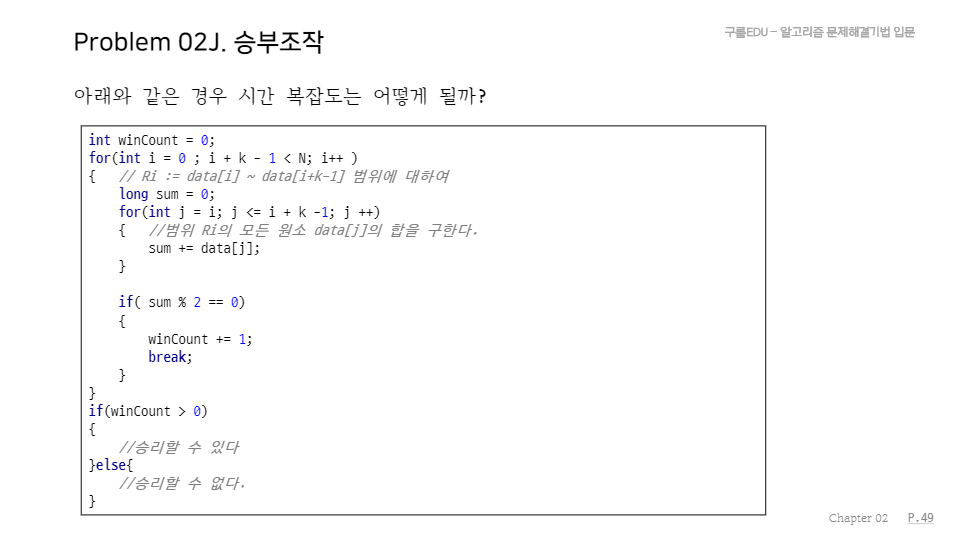 Problem 02J. 승부조작
구름EDU – 알고리즘 문제해결기법 입문
아래와 같은 경우 시간 복잡도는 어떻게 될까?
int winCount = 0;
for(int i = 0 ; i + k - 1 < N; i++ )
{ // Ri := data[i] ~ data[i+k-1] 범위에 대하여
long sum = 0;
for(int j = i; j <= i + k -1; j ++)
{ //범위 Ri의 모든 원소 data[j]의 합을 구한다.
sum += data[j];
}
if( sum % 2 == 0)
{
winCount += 1;
break;
}
}
if(winCount > 0)
{
//승리할 수 있다
}else{
//승리할 수 없다.
}
Chapter 02 P.49